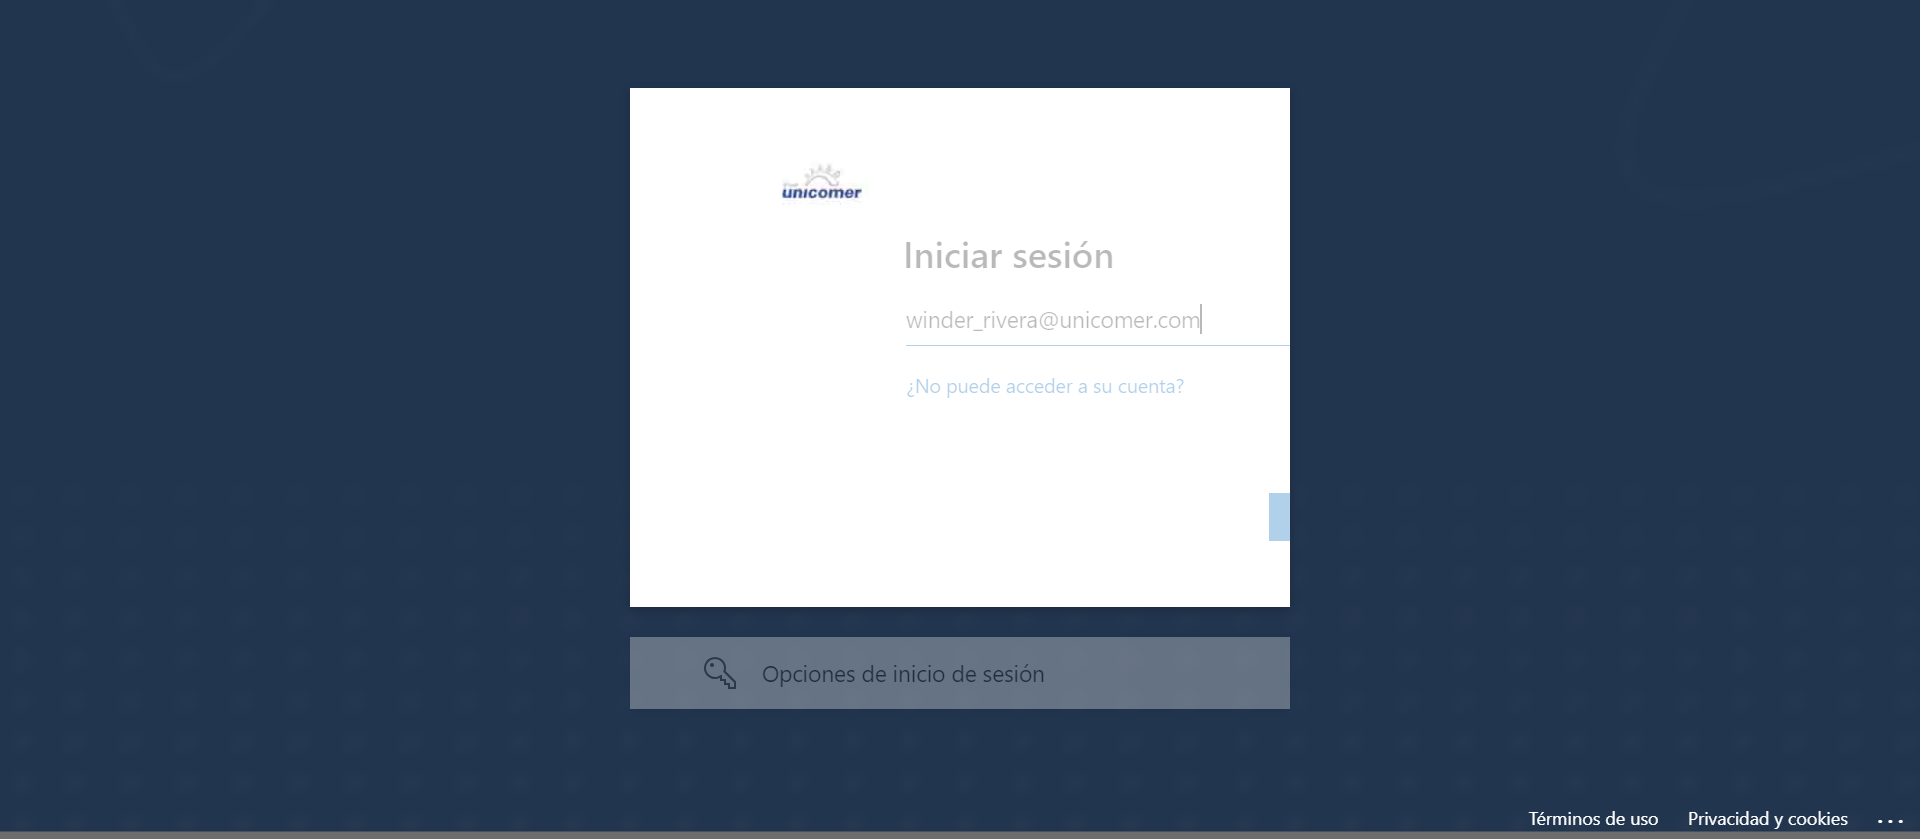 unicomer
Iniciar sesión
winder_rivera@unicomer.com
¿No puede acceder a su cuenta?
Opciones de inicio de sesión
Términos de uso Privacidad y cookies ...